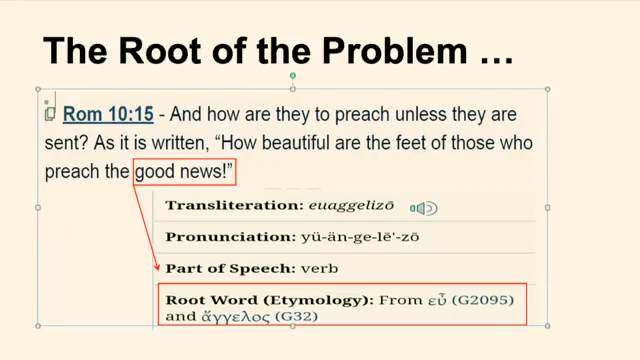 The Root of the Problem …
Rom 10:15 - And how are they to preach unless they are
sent? As it is written, “How beautiful are the feet of those who
preach the good news!”
Transliteration: euaggelizō
Pronunciation: yü-än-ge-lē'-zō
Part of Speech: verb
Root Word (Etymology): From εὖ (G2095)
and ἄγγελος (G32)